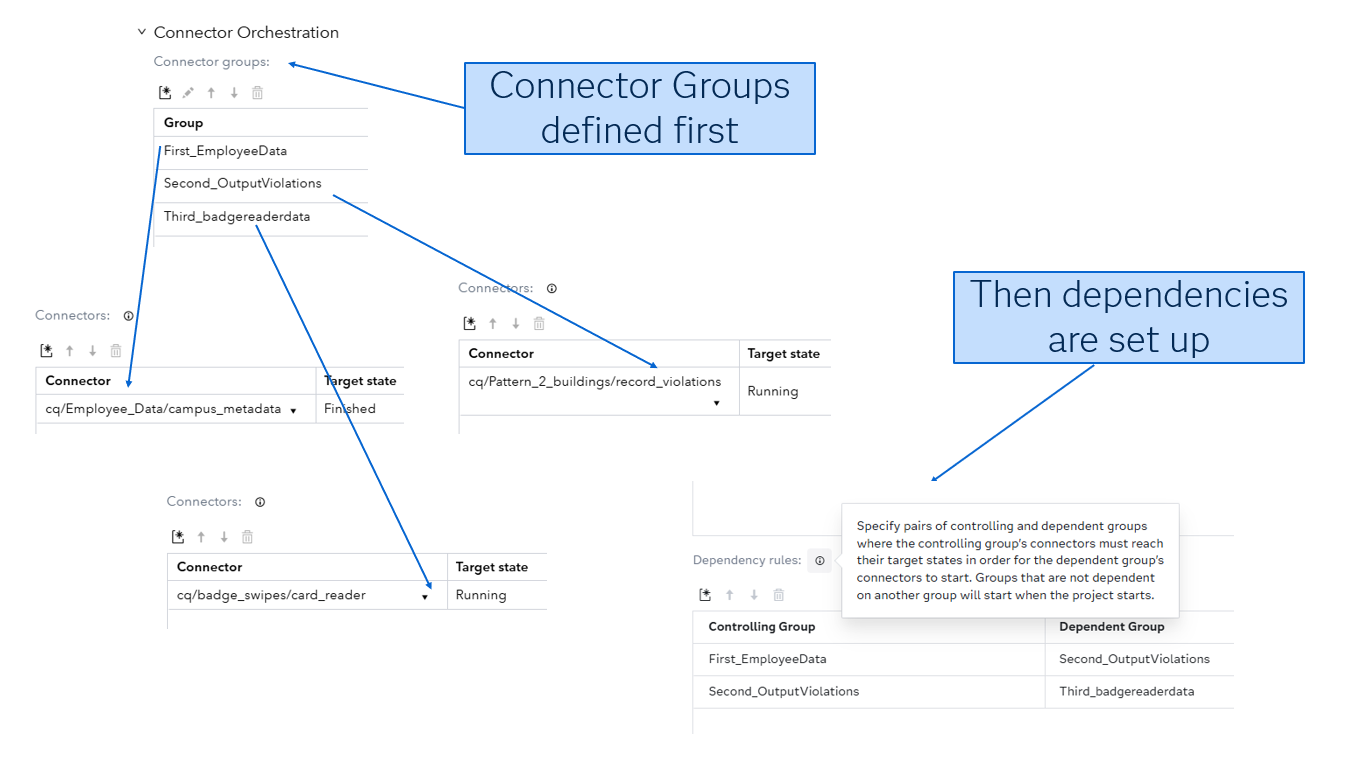 Connector Orchestration
Connector groups:
Connector Groups
defined first
Group
First_EmployeeData
Second_OutputViolations
Third_badgereaderdata
Connectors:
Connector Target state
cq/Employee_Data/campus_metadata Finished
Connectors:
Connector Target state
cq/Pattern_2_buildings/record_violations Running
Then dependencies
are set up
Connectors:
Connector Target state
cq/badge_swipes/card_reader Running
Specify pairs of controlling and dependent groups
where the controlling group's connectors must reach
their target states in order for the dependent group's
connectors to start. Groups that are not dependent
on another group will start when the project starts.
Dependency rules:
Controlling Group Dependent Group
First_EmployeeData Second_OutputViolations
Second_OutputViolations Third_badgereaderdata